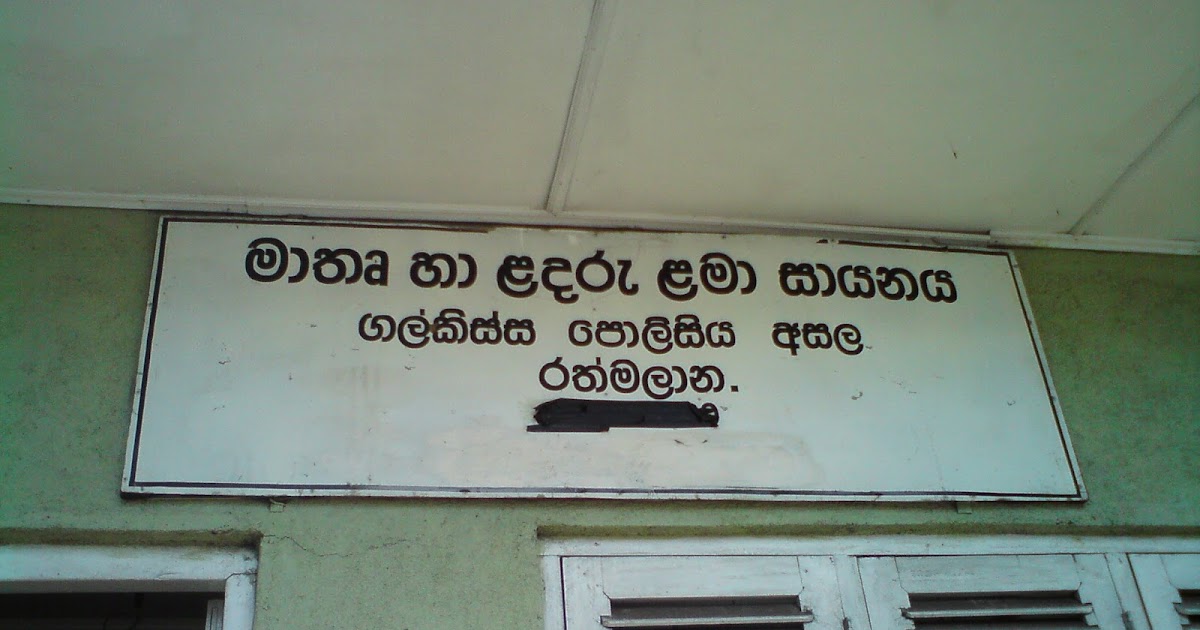 මාතෘ හා ළදරු ළමා සායනය
ගල්කිස්ස පොලිසිය අසල
රත්මලාන.